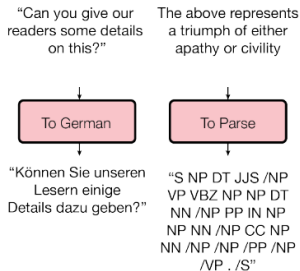 “Can you give our
readers some details
on this?”
To German
“Können Sie unseren
Lesern einige
Details dazu geben?”
The above represents
a triumph of either
apathy or civility
To Parse
“S NP DT JJS /NP
VP VBZ NP NP DT
NN /NP PP IN NP
NP NN /NP CC NP
NN /NP /NP /PP /NP
/VP . /S”